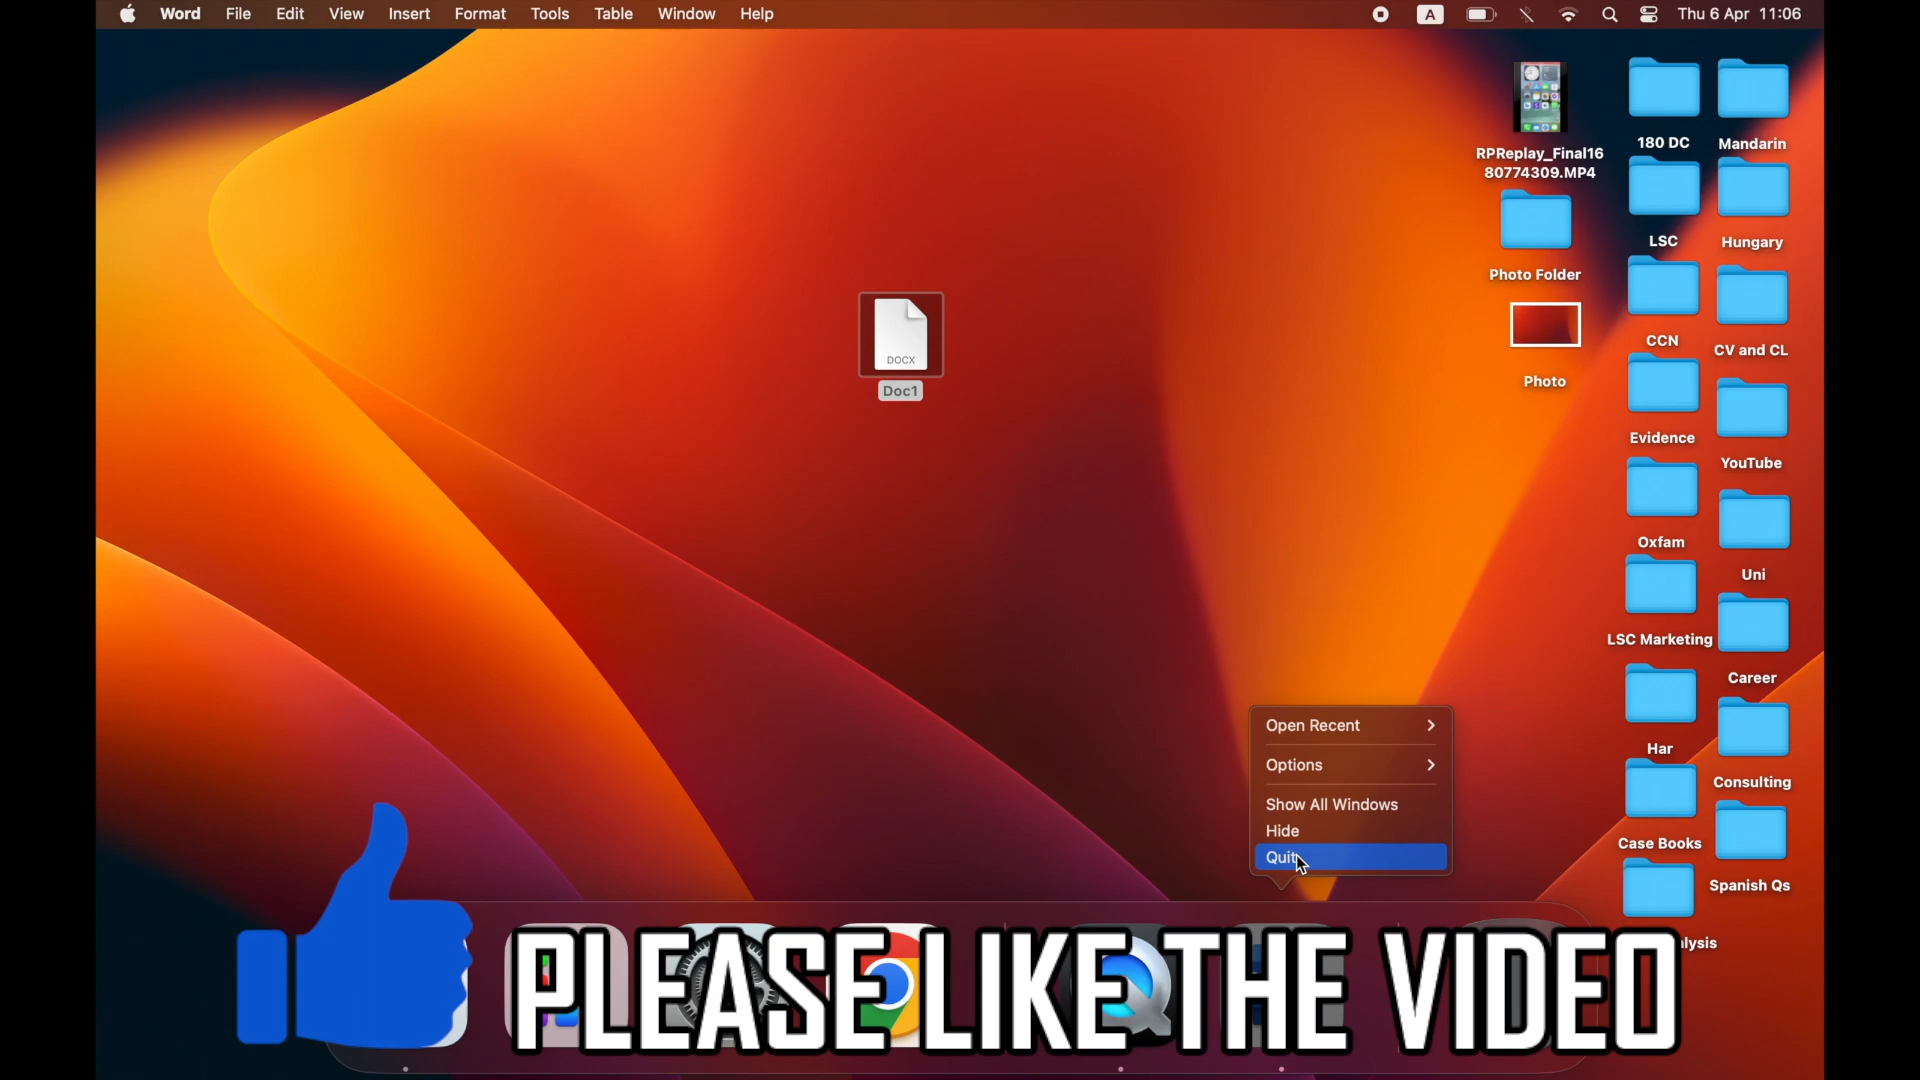 Word File Edit View Insert Format Tools Table Window Help A Thu 6 Apr 11:06
RPReplay_Final16
80774309.MP4
180 DC
Mandarin
LSC
Hungary
Photo Folder
CCN
CV and CL
Photo
DOCX
Doc1
Evidence
YouTube
Oxfam
Uni
LSC Marketing
Career
Har
Consulting
Case Books
Spanish Qs
lysis
Open Recent
Options
Show All Windows
Hide
Quit
PLEASE LIKE THE VIDEO